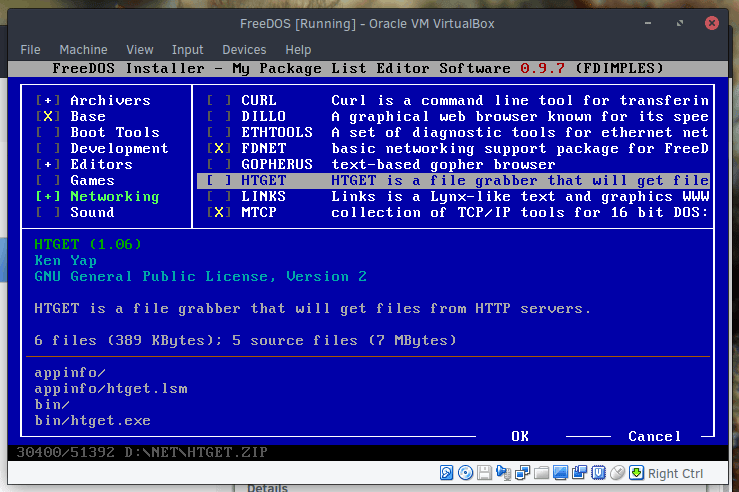 FreeDOS [Running] - Oracle VM VirtualBox
File Machine View Input Devices Help
FreeDOS Installer - My Package List Editor Software 0.9.7 (FDIMPLES)
[+] Archivers
[X] Base
[ ] Boot Tools
[ ] Development
[+] Editors
[ ] Games
[+] Networking
[ ] Sound
[ ] CURL Curl is a command line tool for transferin
[ ] DILLO A graphical web browser known for its spee
[ ] ETHTOOLS A set of diagnostic tools for ethernet net
[X] FDNET basic networking support package for FreeD
[ ] GOPHERUS text-based gopher browser
[ ] HTGET HTGET is a file grabber that will get file
[ ] LINKS Links is a Lynx-like text and graphics WWW
[X] MTCP collection of TCP/IP tools for 16 bit DOS:
HTGET (1.06)
Ken Yap
GNU General Public License, Version 2
HTGET is a file grabber that will get files from HTTP servers.
6 files (389 KBytes); 5 source files (7 MBytes)
appinfo/
appinfo/htget.lsm
bin/
bin/htget.exe
OK Cancel
30400/51392 D:\NET\HTGET.ZIP
Right Ctrl
Details